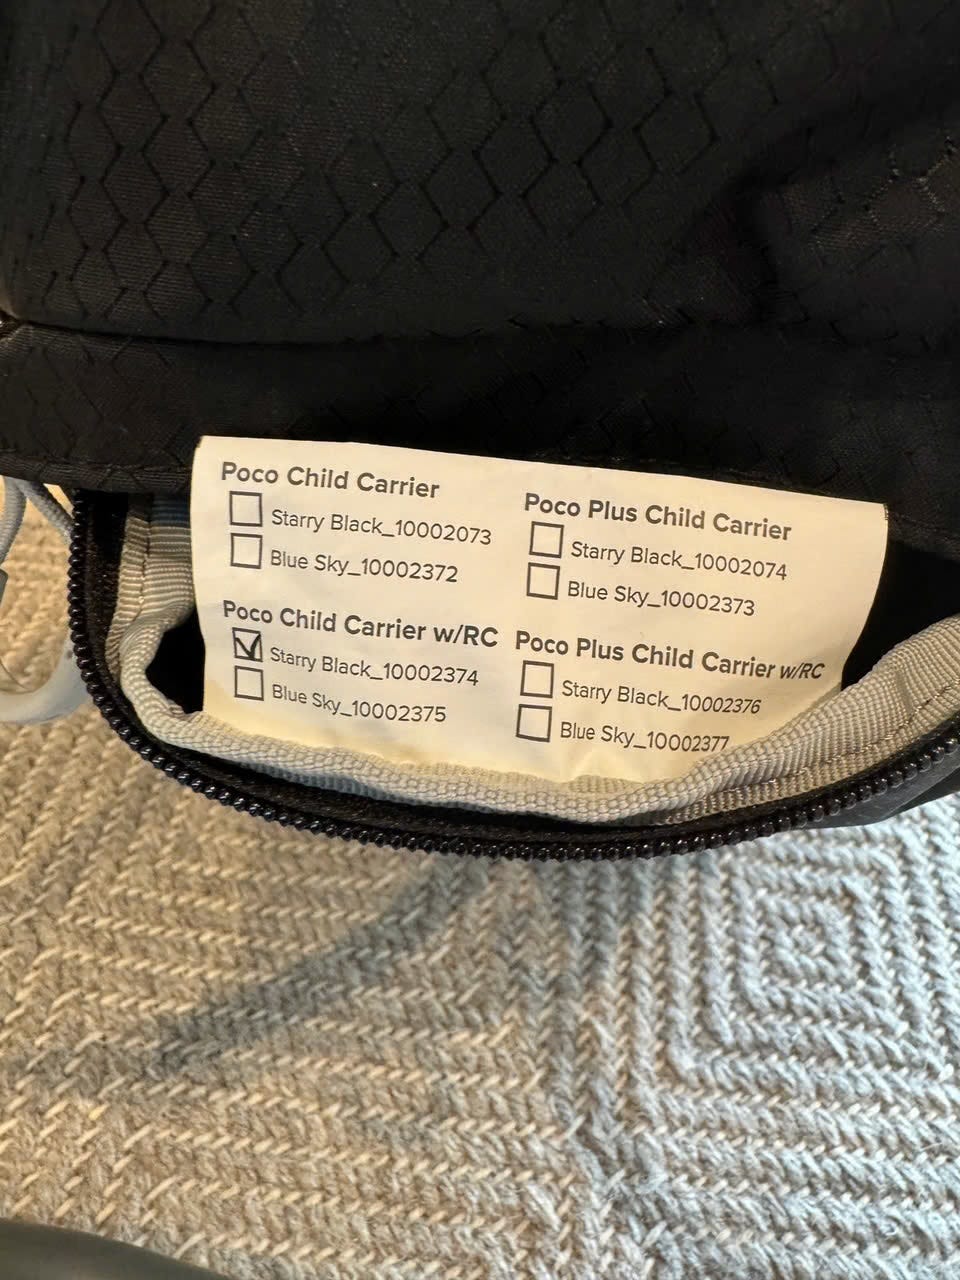 Poco Child Carrier
Starry Black_10002073
Blue Sky_10002372
Poco Child Carrier w/RC
Starry Black_10002374
Blue Sky_10002375
Poco Plus Child Carrier
Starry Black_10002074
Blue Sky_10002373
Poco Plus Child Carrier w/RC
Starry Black_10002376
Blue Sky_10002377